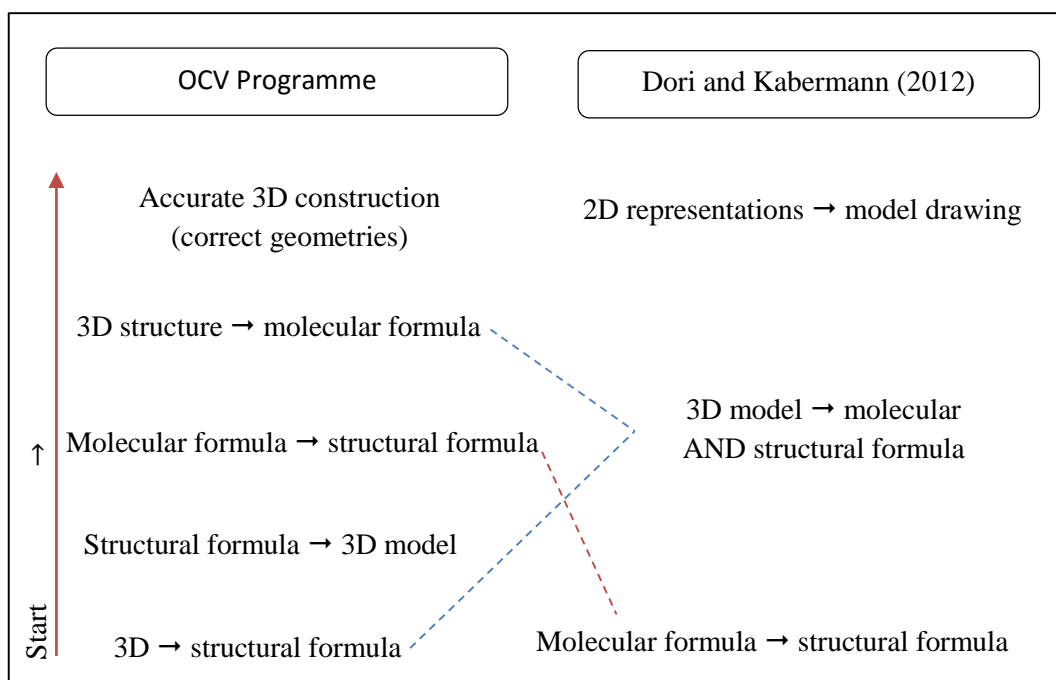 OCV Programme
Dori and Kabermann (2012)
Accurate 3D construction
(correct geometries)
2D representations → model drawing
3D structure → molecular formula
3D model → molecular
AND structural formula
Molecular formula → structural formula
Structural formula → 3D model
3D → structural formula
Molecular formula → structural formula
Start →